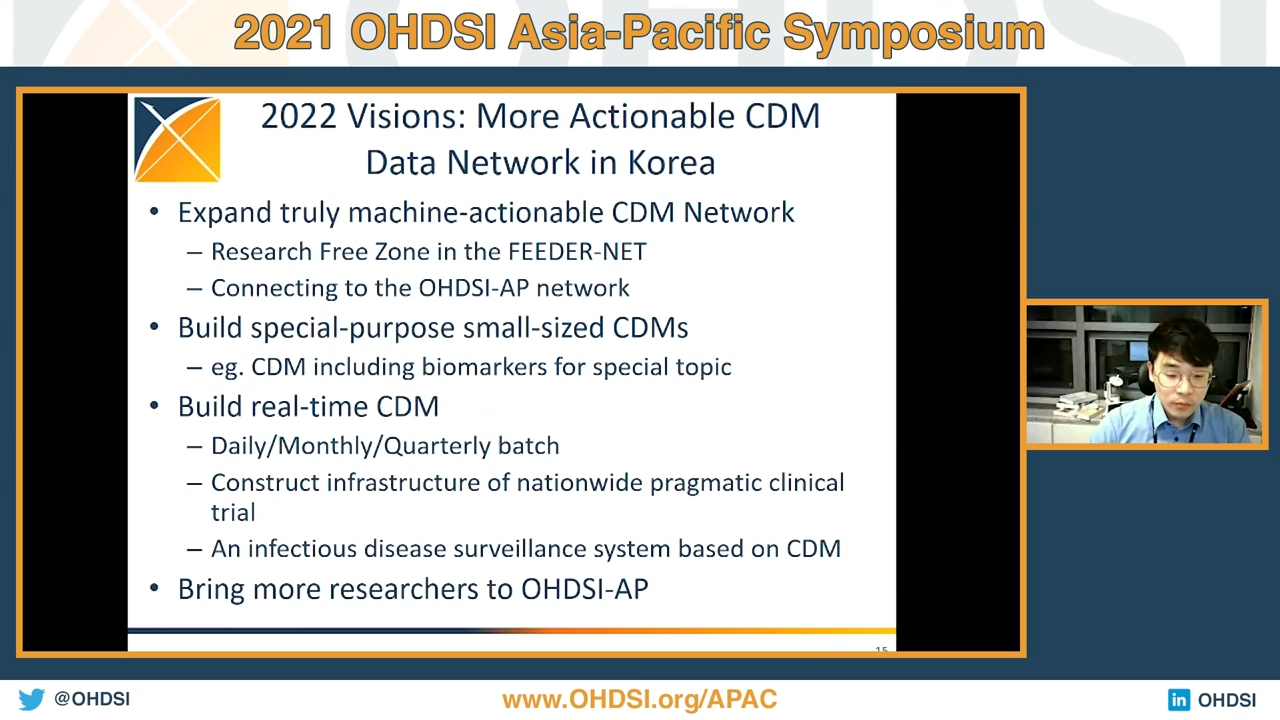 2021 OHDSI Asia-Pacific Symposium
2022 Visions: More Actionable CDM
Data Network in Korea
• Expand truly machine-actionable CDM Network
– Research Free Zone in the FEEDER-NET
– Connecting to the OHDSI-AP network
• Build special-purpose small-sized CDMs
– eg. CDM including biomarkers for special topic
• Build real-time CDM
– Daily/Monthly/Quarterly batch
– Construct infrastructure of nationwide pragmatic clinical
trial
– An infectious disease surveillance system based on CDM
• Bring more researchers to OHDSI-AP
15
@OHDSI
www.OHDSI.org/APAC
in OHDSI